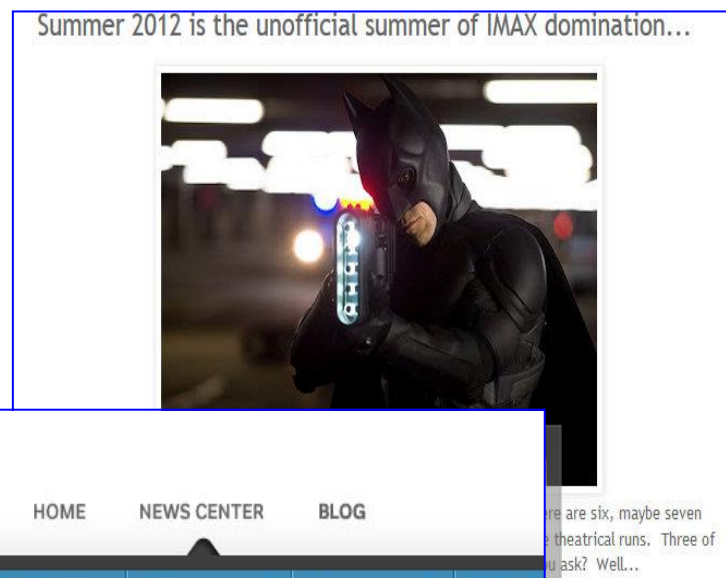 Summer 2012 is the unofficial summer of IMAX domination...
HOME NEWS CENTER BLOG
are six, maybe seven
theatrical runs. Three of
ask? Well...